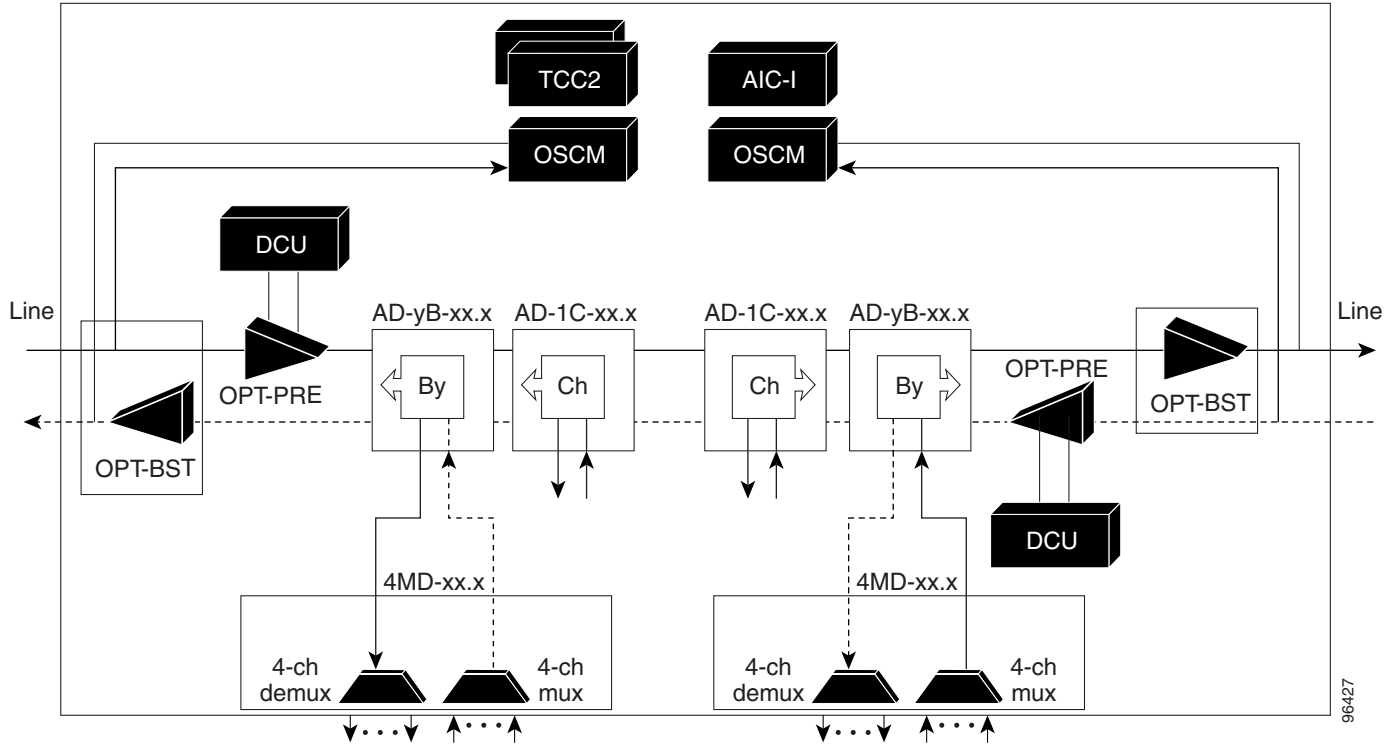 TCC2
AIC-I
OSCM
OSCM
DCU
Line
AD-yB-xx.x
AD-1C-xx.x
AD-1C-xx.x
AD-yB-xx.x
Line
By
Ch
Ch
By
OPT-PRE
OPT-PRE
OPT-BST
OPT-BST
DCU
4MD-xx.x
4MD-xx.x
4-ch
demux
4-ch
mux
4-ch
demux
4-ch
mux
96427